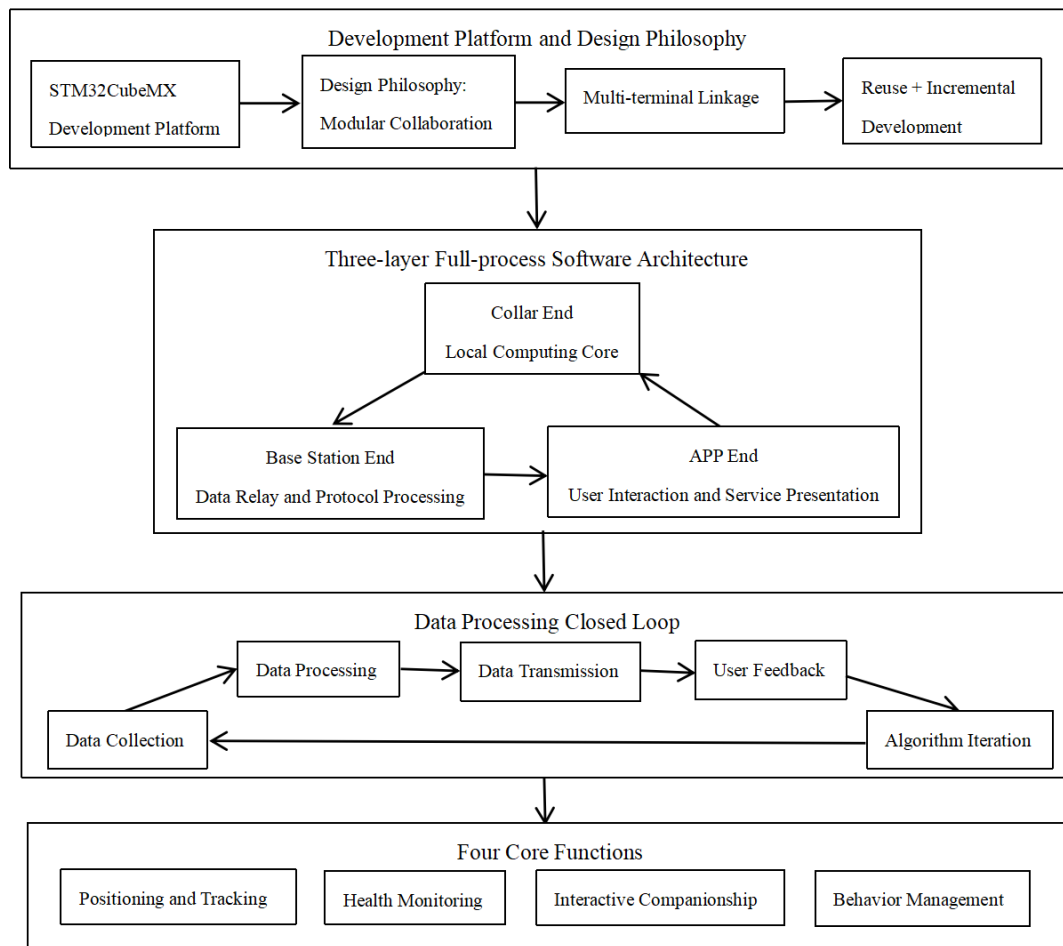 Development Platform and Design Philosophy
STM32CubeMX
Development Platform
Design Philosophy:
Modular Collaboration
Multi-terminal Linkage
Reuse + Incremental
Development
Three-layer Full-process Software Architecture
Collar End
Local Computing Core
Base Station End
Data Relay and Protocol Processing
APP End
User Interaction and Service Presentation
Data Processing Closed Loop
Data Processing
Data Transmission
User Feedback
Data Collection
Algorithm Iteration
Four Core Functions
Positioning and Tracking
Health Monitoring
Interactive Companionship
Behavior Management